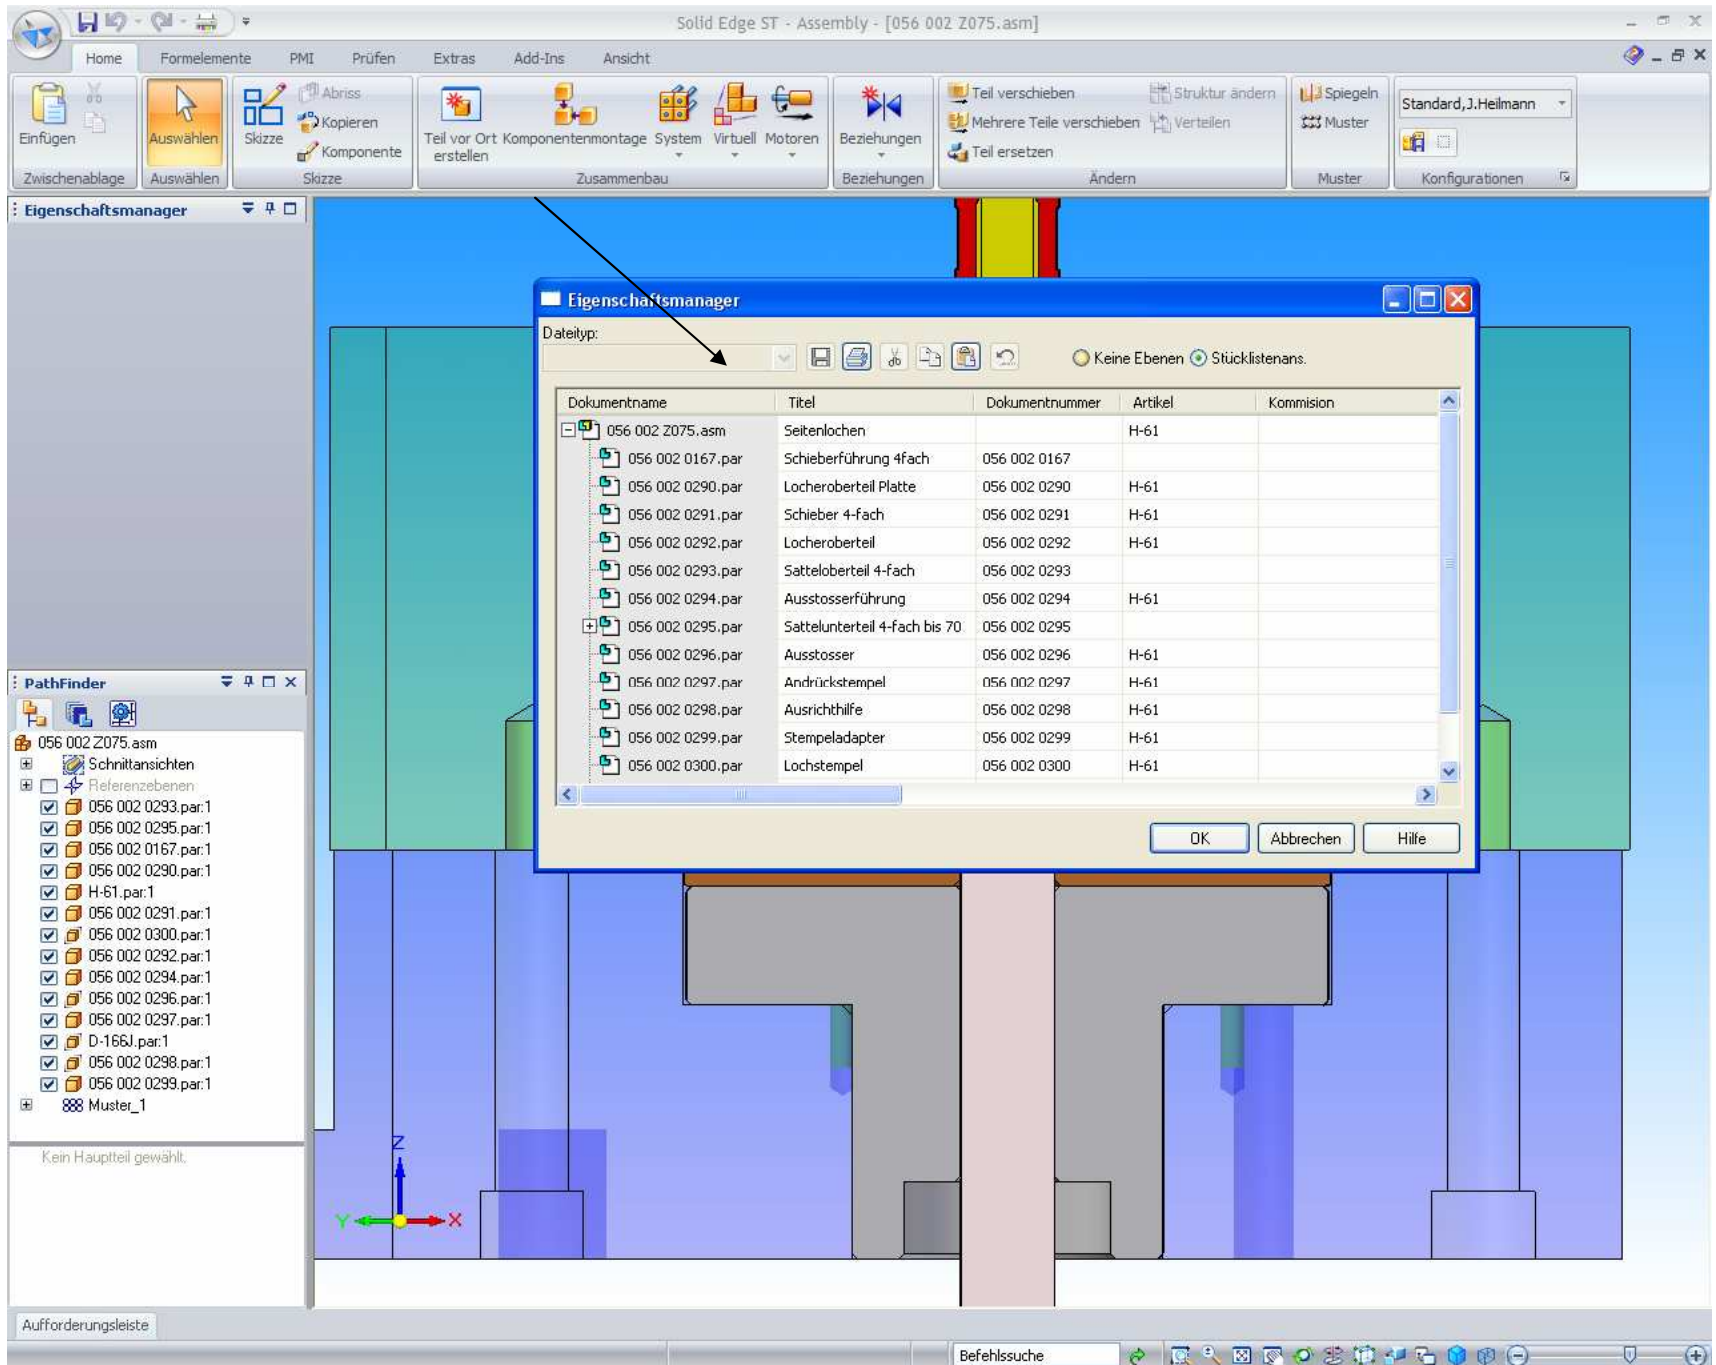 Solid Edge ST - Assembly - [056 002 Z075.asm]
Home Formelemente PMI Prüfen Extras Add-Ins Ansicht
Einfügen
Zwischenablage
Auswählen
Auswählen
Skizze
Abriss
Kopieren
Komponente
Skizze
Teil vor Ort erstellen
Komponentenmontage
System
Virtuell
Motoren
Zusammenbau
Beziehungen
Beziehungen
Teil verschieben
Mehrere Teile verschieben
Teil ersetzen
Struktur ändern
Verteilen
Ändern
Spiegeln
Muster
Muster
Standard,J.Heilmann
Konfigurationen
Eigenschaftsmanager
Eigenschaftsmanager
Dateityp:
Keine Ebenen Stücklistenans.
Dokumentname Titel Dokumentnummer Artikel Kommision
056 002 Z075.asm Seitenlochen H-61
056 002 0167.par Schieberführung 4fach 056 002 0167
056 002 0290.par Locheroberteil Platte 056 002 0290 H-61
056 002 0291.par Schieber 4-fach 056 002 0291 H-61
056 002 0292.par Locheroberteil 056 002 0292 H-61
056 002 0293.par Satteloberteil 4-fach 056 002 0293
056 002 0294.par Ausstosserführung 056 002 0294 H-61
056 002 0295.par Sattelunterteil 4-fach bis 70 056 002 0295
056 002 0296.par Ausstosser 056 002 0296 H-61
056 002 0297.par Andrückstempel 056 002 0297 H-61
056 002 0298.par Ausrichthilfe 056 002 0298 H-61
056 002 0299.par Stempeladapter 056 002 0299 H-61
056 002 0300.par Lochstempel 056 002 0300 H-61
OK Abbrechen Hilfe
PathFinder
056 002 Z075.asm
Schnittansichten
Referenzebenen
056 002 0293.par:1
056 002 0295.par:1
056 002 0167.par:1
056 002 0290.par:1
H-61.par:1
056 002 0291.par:1
056 002 0300.par:1
056 002 0292.par:1
056 002 0294.par:1
056 002 0296.par:1
056 002 0297.par:1
D-166J.par:1
056 002 0298.par:1
056 002 0299.par:1
Muster_1
Kein Hauptteil gewählt.
Z
Y X
Aufforderungsleiste
Befehlssuche